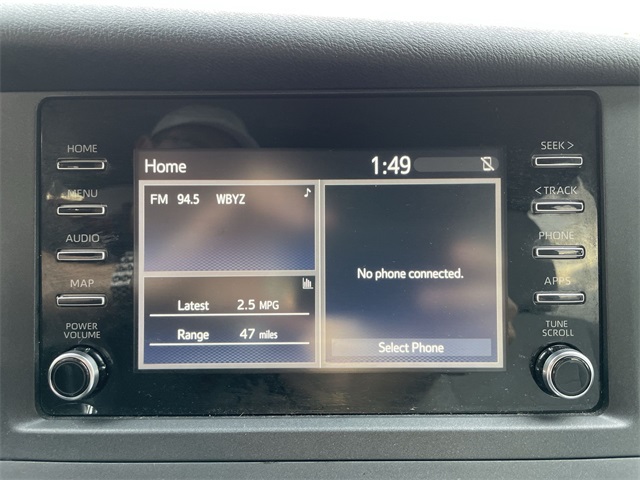 HOME
MENU
AUDIO
MAP
POWER
VOLUME
Home 1:49
FM 94.5 WBYZ
Latest 2.5 MPG
Range 47 miles
No phone connected.
Select Phone
SEEK >
< TRACK
PHONE
APPS
TUNE
SCROLL